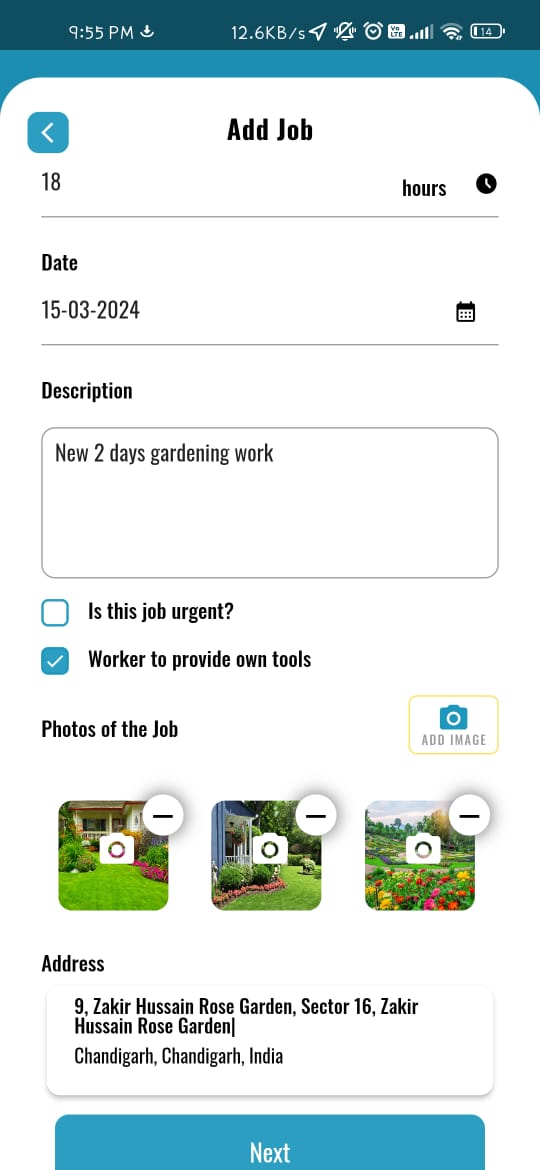 9:55 PM 12.6KB/s Vo LTE 14
Add Job
18 hours
Date
15-03-2024
Description
New 2 days gardening work
Is this job urgent?
Worker to provide own tools
Photos of the Job
ADD IMAGE
Address
9, Zakir Hussain Rose Garden, Sector 16, Zakir
Hussain Rose Garden|
Chandigarh, Chandigarh, India
Next